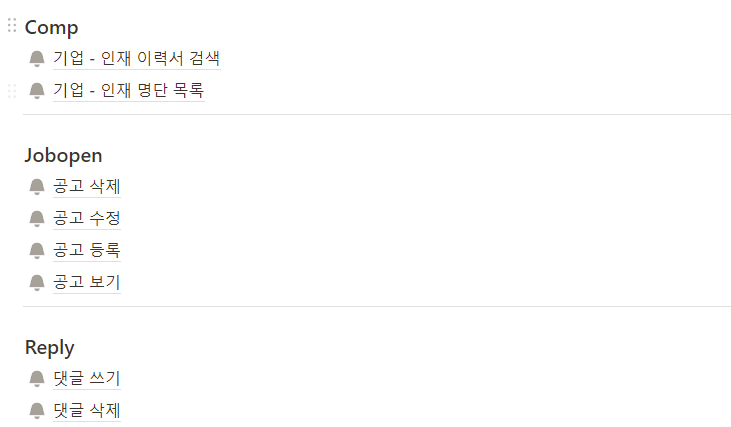 Comp
기업 - 인재 이력서 검색
기업 - 인재 명단 목록
Jobopen
공고 삭제
공고 수정
공고 등록
공고 보기
Reply
댓글 쓰기
댓글 삭제